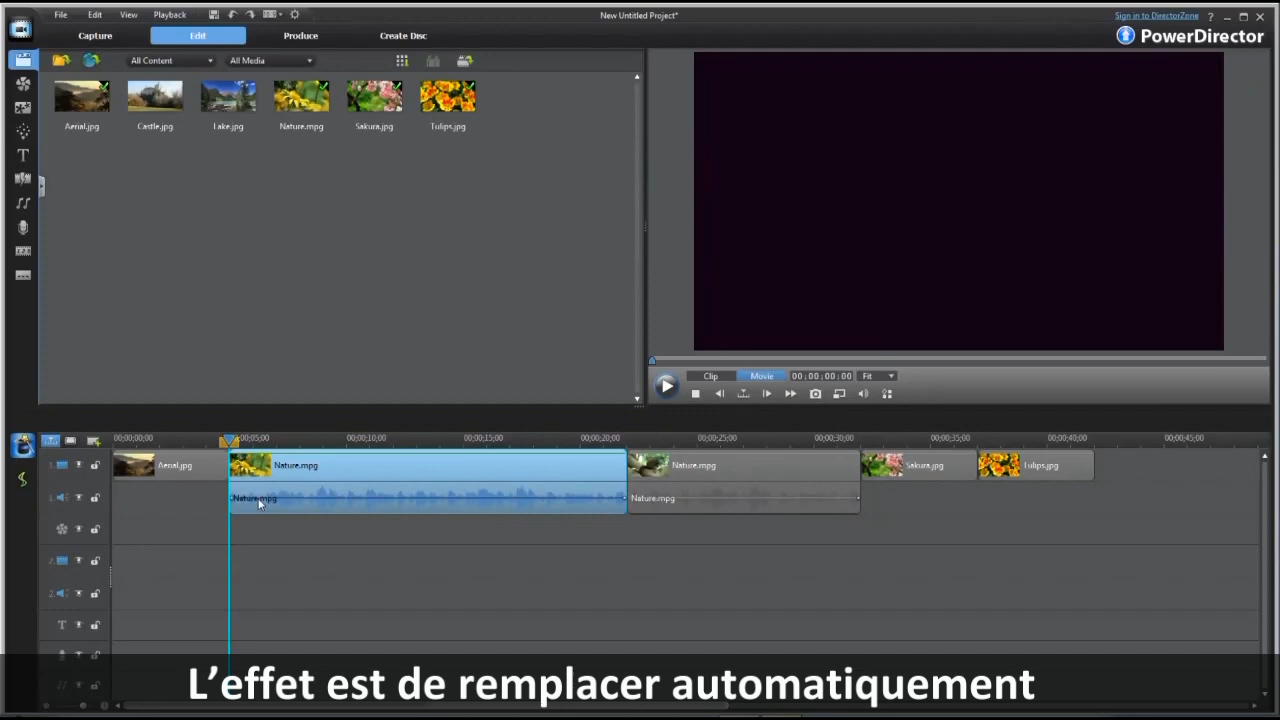 File Edit View Playback
New Untitled Project*
Sign in to DirectorZone
Capture Edit Produce Create Disc
PowerDirector
All Content All Media
Aerial.jpg Castle.jpg Lake.jpg Nature.mpg Sakura.jpg Tulips.jpg
Clip Movie 00;00;00;00 Fit
00;00;00;00 00;00;05;00 00;00;10;00 00;00;15;00 00;00;20;00 00;00;25;00 00;00;30;00 00;00;35;00 00;00;40;00 00;00;45;00
1. Aerial.jpg Nature.mpg Nature.mpg Sakura.jpg Tulips.jpg
1. Nature.mpg Nature.mpg
2.
2.
L’effet est de remplacer automatiquement